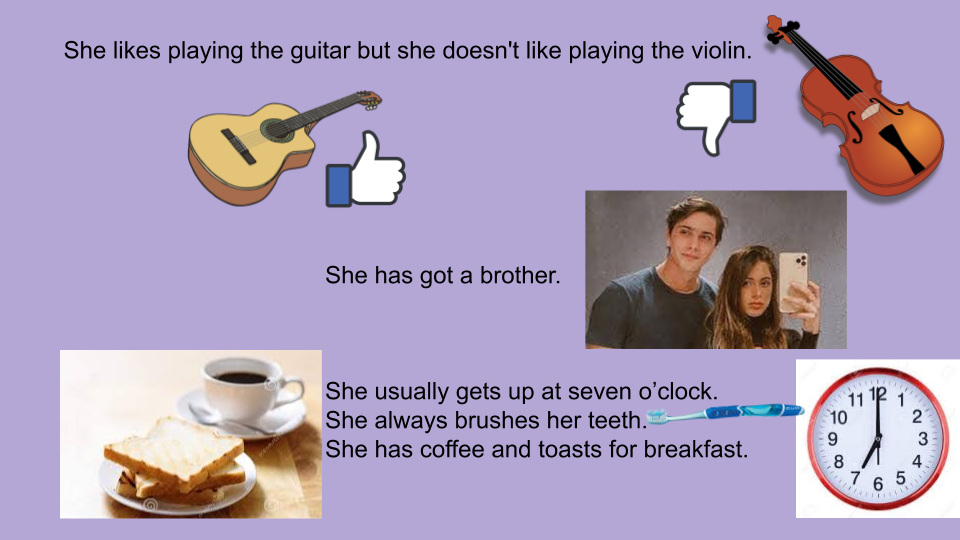 She likes playing the guitar but she doesn't like playing the violin.
She has got a brother.
She usually gets up at seven o’clock.
She always brushes her teeth.
She has coffee and toasts for breakfast.
11 12 1
10 2
9 3
8 4
7 6 5